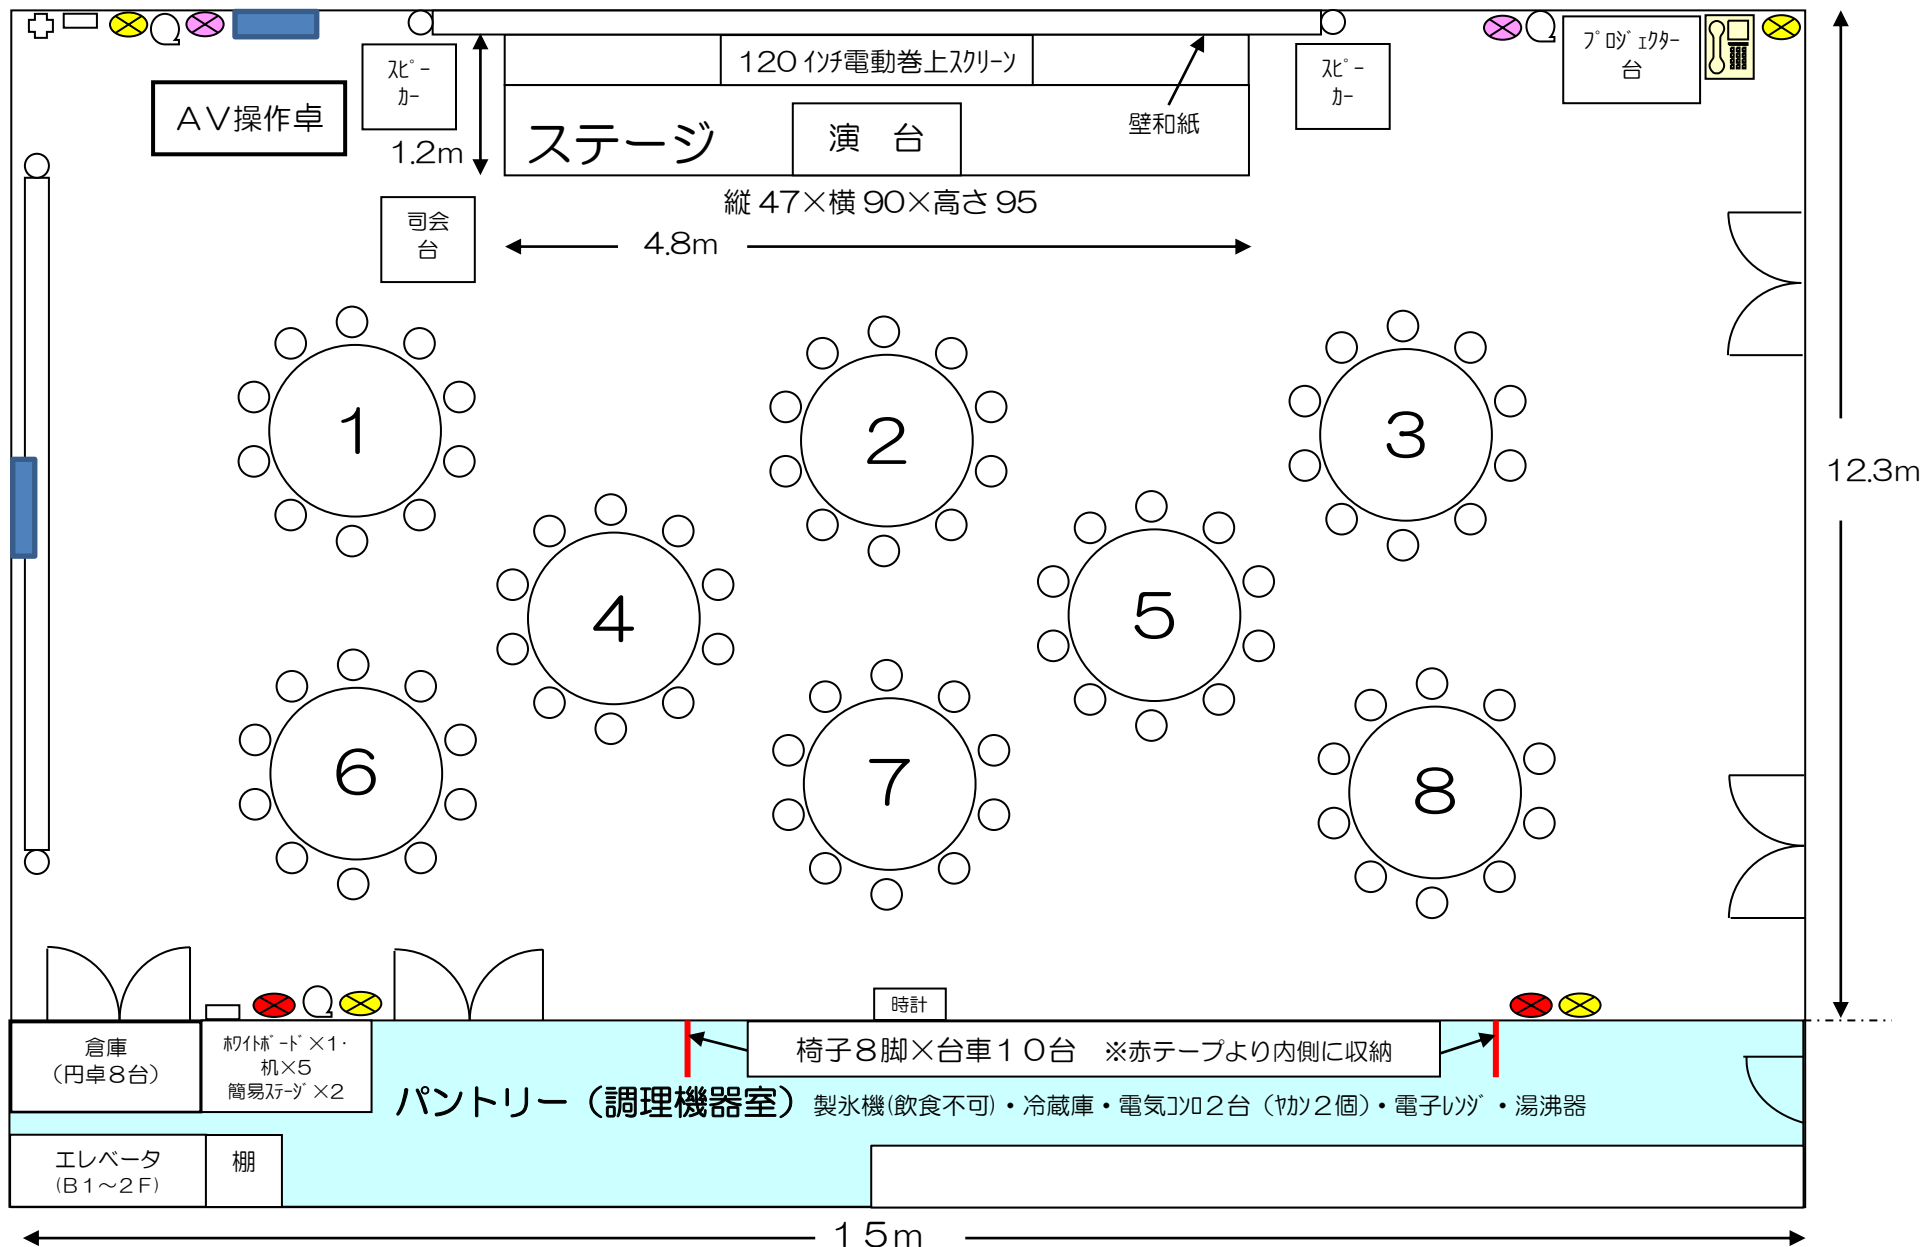 120 ｲﾝﾁ電動巻上ｽｸﾘｰﾝ
ｽﾋﾟｰ
ｶｰ
ｽﾋﾟｰ
ｶｰ
ﾌﾟﾛｼﾞｪｸﾀｰ
台
ＡＶ操作卓
1.2m
ステージ
演　台
壁和紙
縦 47×横 90×高さ 95
司会
台
4.8m
１
２
３
12.3m
４
５
６
７
８
時計
倉庫
（円卓８台）
ﾎﾜｲﾄﾎﾞｰﾄﾞ×1・
机×5
簡易ｽﾃｰｼﾞ×2
椅子８脚×台車１０台　※赤テープより内側に収納
パントリー（調理機器室）製氷機(飲食不可)・冷蔵庫・電気ｺﾝﾛ２台（ﾔｶﾝ２個）・電子ﾚﾝｼﾞ・湯沸器
エレベータ
(Ｂ１～２Ｆ)
棚
１５ｍ